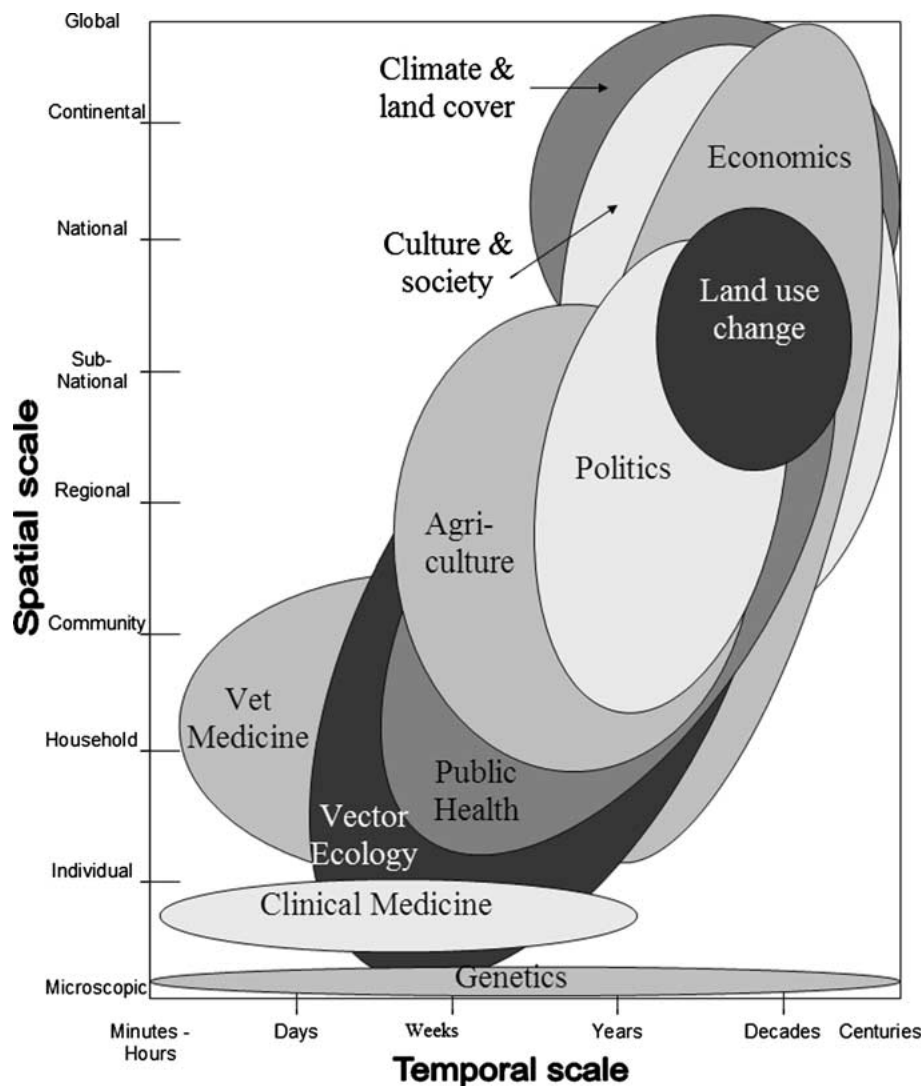 Global
Continental
National
Sub-
National
Regional
Community
Household
Individual
Microscopic
Spatial scale
Climate &
land cover
Economics
Culture &
society
Land use
change
Politics
Agri-
culture
Vet
Medicine
Public
Health
Vector
Ecology
Clinical Medicine
Genetics
Minutes -
Hours
Days
Weeks
Years
Decades
Centuries
Temporal scale